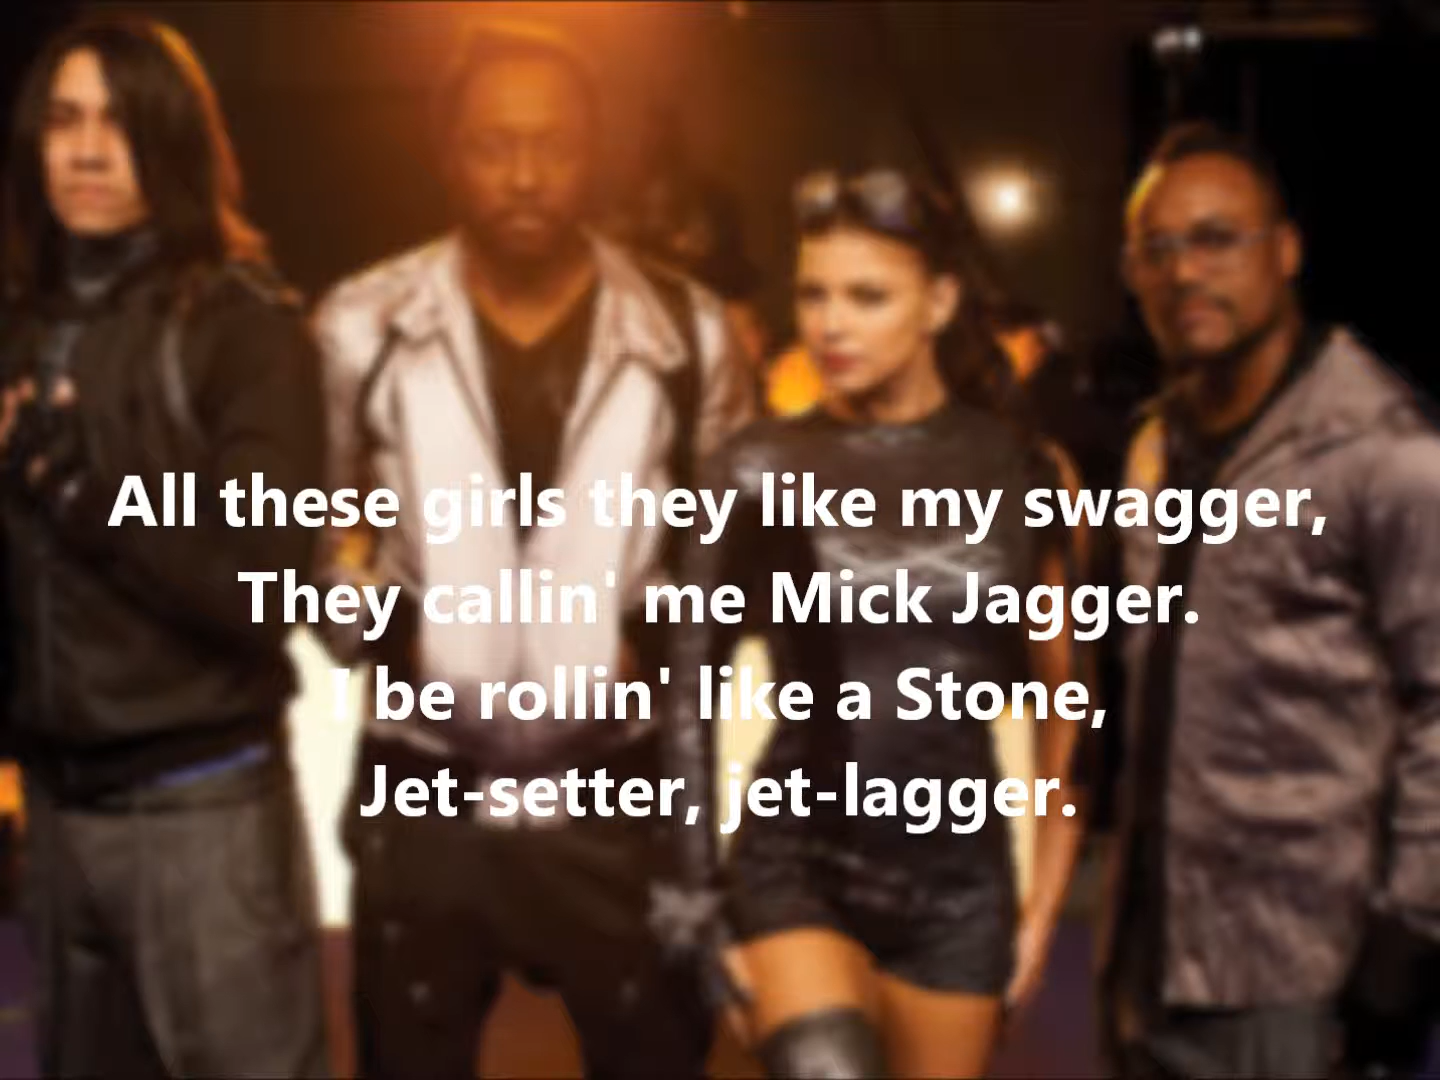 All these girls they like my swagger,
They callin' me Mick Jagger.
I be rollin' like a Stone,
Jet-setter, jet-lagger.